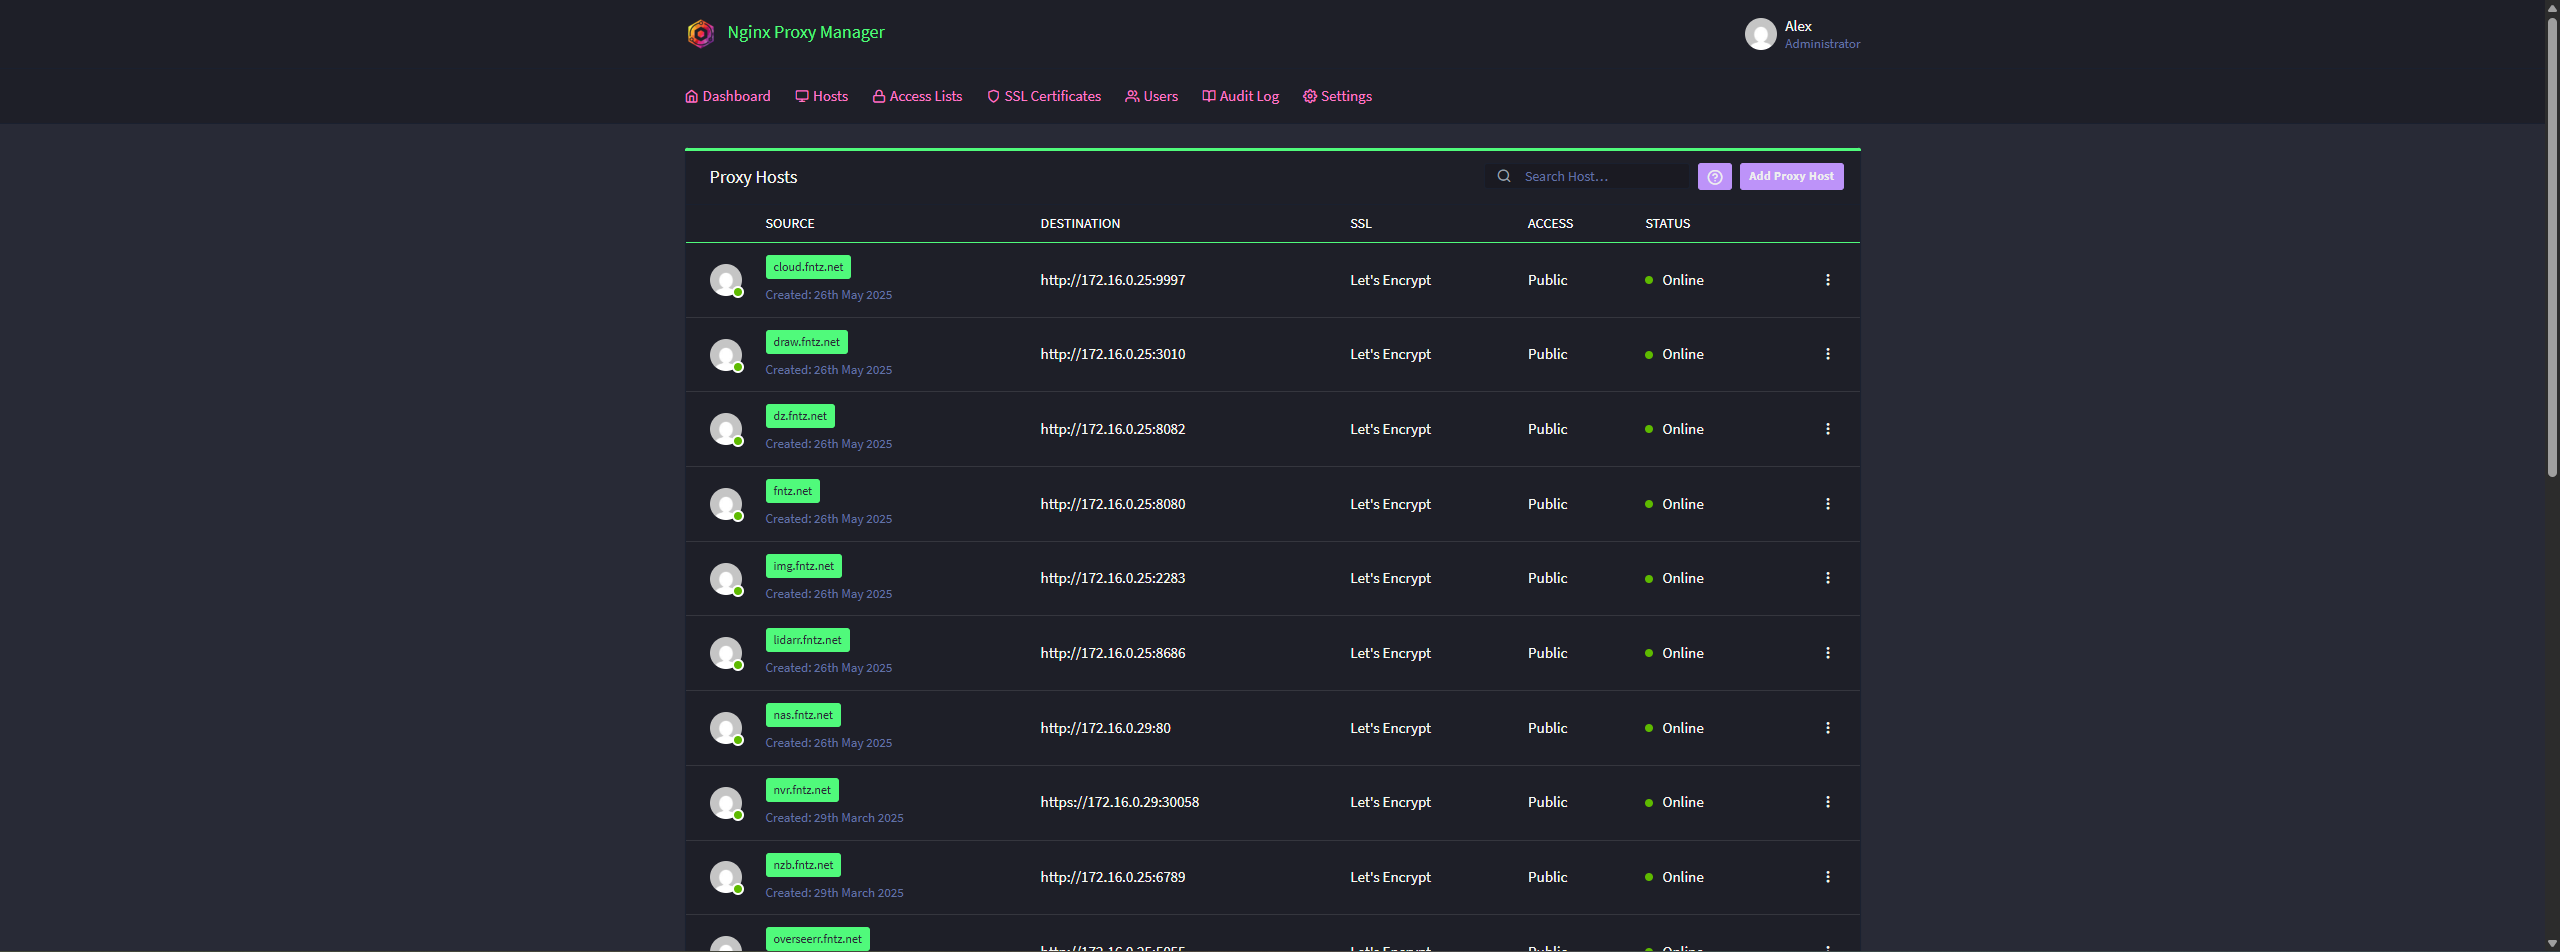 Nginx Proxy Manager
Alex
Administrator
Dashboard Hosts Access Lists SSL Certificates Users Audit Log Settings
Proxy Hosts
Search Host…
Add Proxy Host
SOURCE DESTINATION SSL ACCESS STATUS
cloud.fntz.net
Created: 26th May 2025
http://172.16.0.25:9997 Let's Encrypt Public Online
draw.fntz.net
Created: 26th May 2025
http://172.16.0.25:3010 Let's Encrypt Public Online
dz.fntz.net
Created: 26th May 2025
http://172.16.0.25:8082 Let's Encrypt Public Online
fntz.net
Created: 26th May 2025
http://172.16.0.25:8080 Let's Encrypt Public Online
img.fntz.net
Created: 26th May 2025
http://172.16.0.25:2283 Let's Encrypt Public Online
lidarr.fntz.net
Created: 26th May 2025
http://172.16.0.25:8686 Let's Encrypt Public Online
nas.fntz.net
Created: 26th May 2025
http://172.16.0.29:80 Let's Encrypt Public Online
nvr.fntz.net
Created: 29th March 2025
https://172.16.0.29:30058 Let's Encrypt Public Online
nzb.fntz.net
Created: 29th March 2025
http://172.16.0.25:6789 Let's Encrypt Public Online
overseerr.fntz.net
Let's Encrypt Public Online